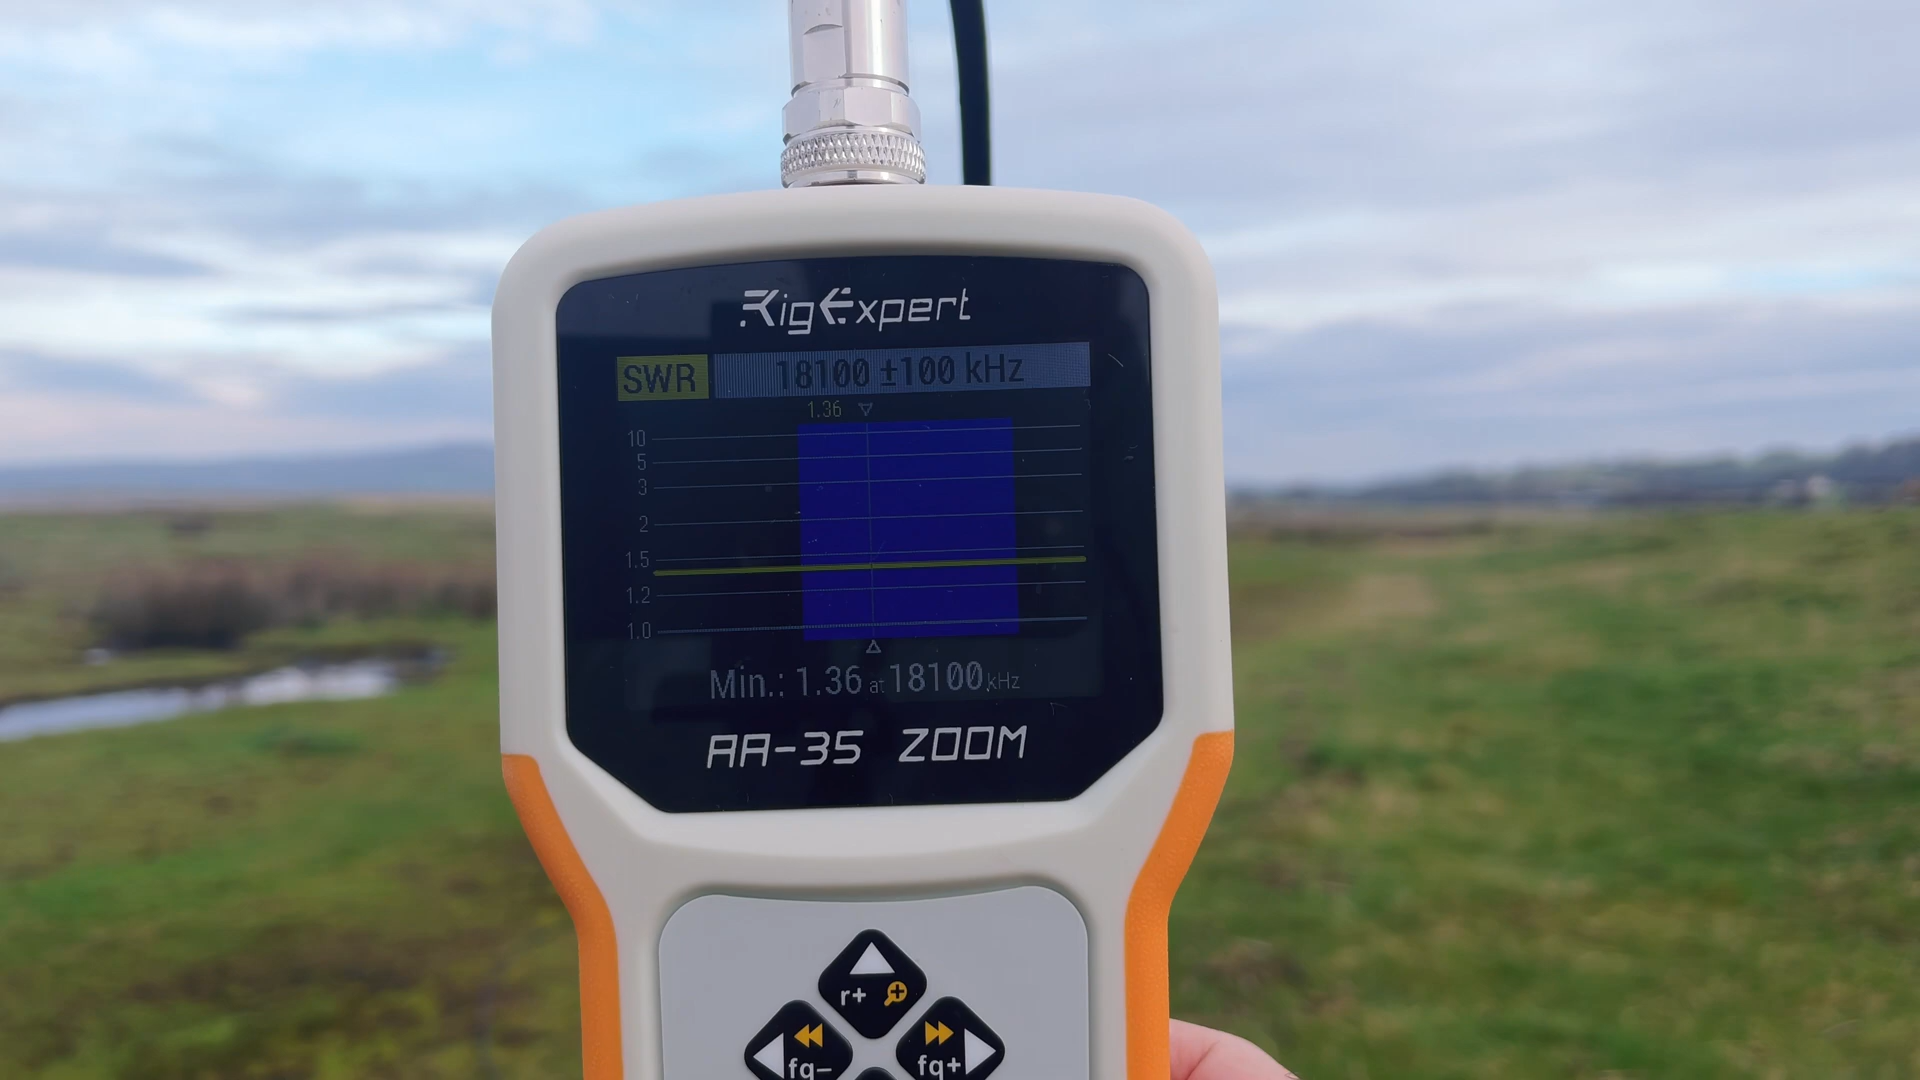 RigExpert
SWR 18100 ±100 kHz
1.36
10
5
3
2
1.5
1.2
1.0
Min.: 1.36 at 18100 kHz
AA-35 ZOOM
r+
fq- fq+